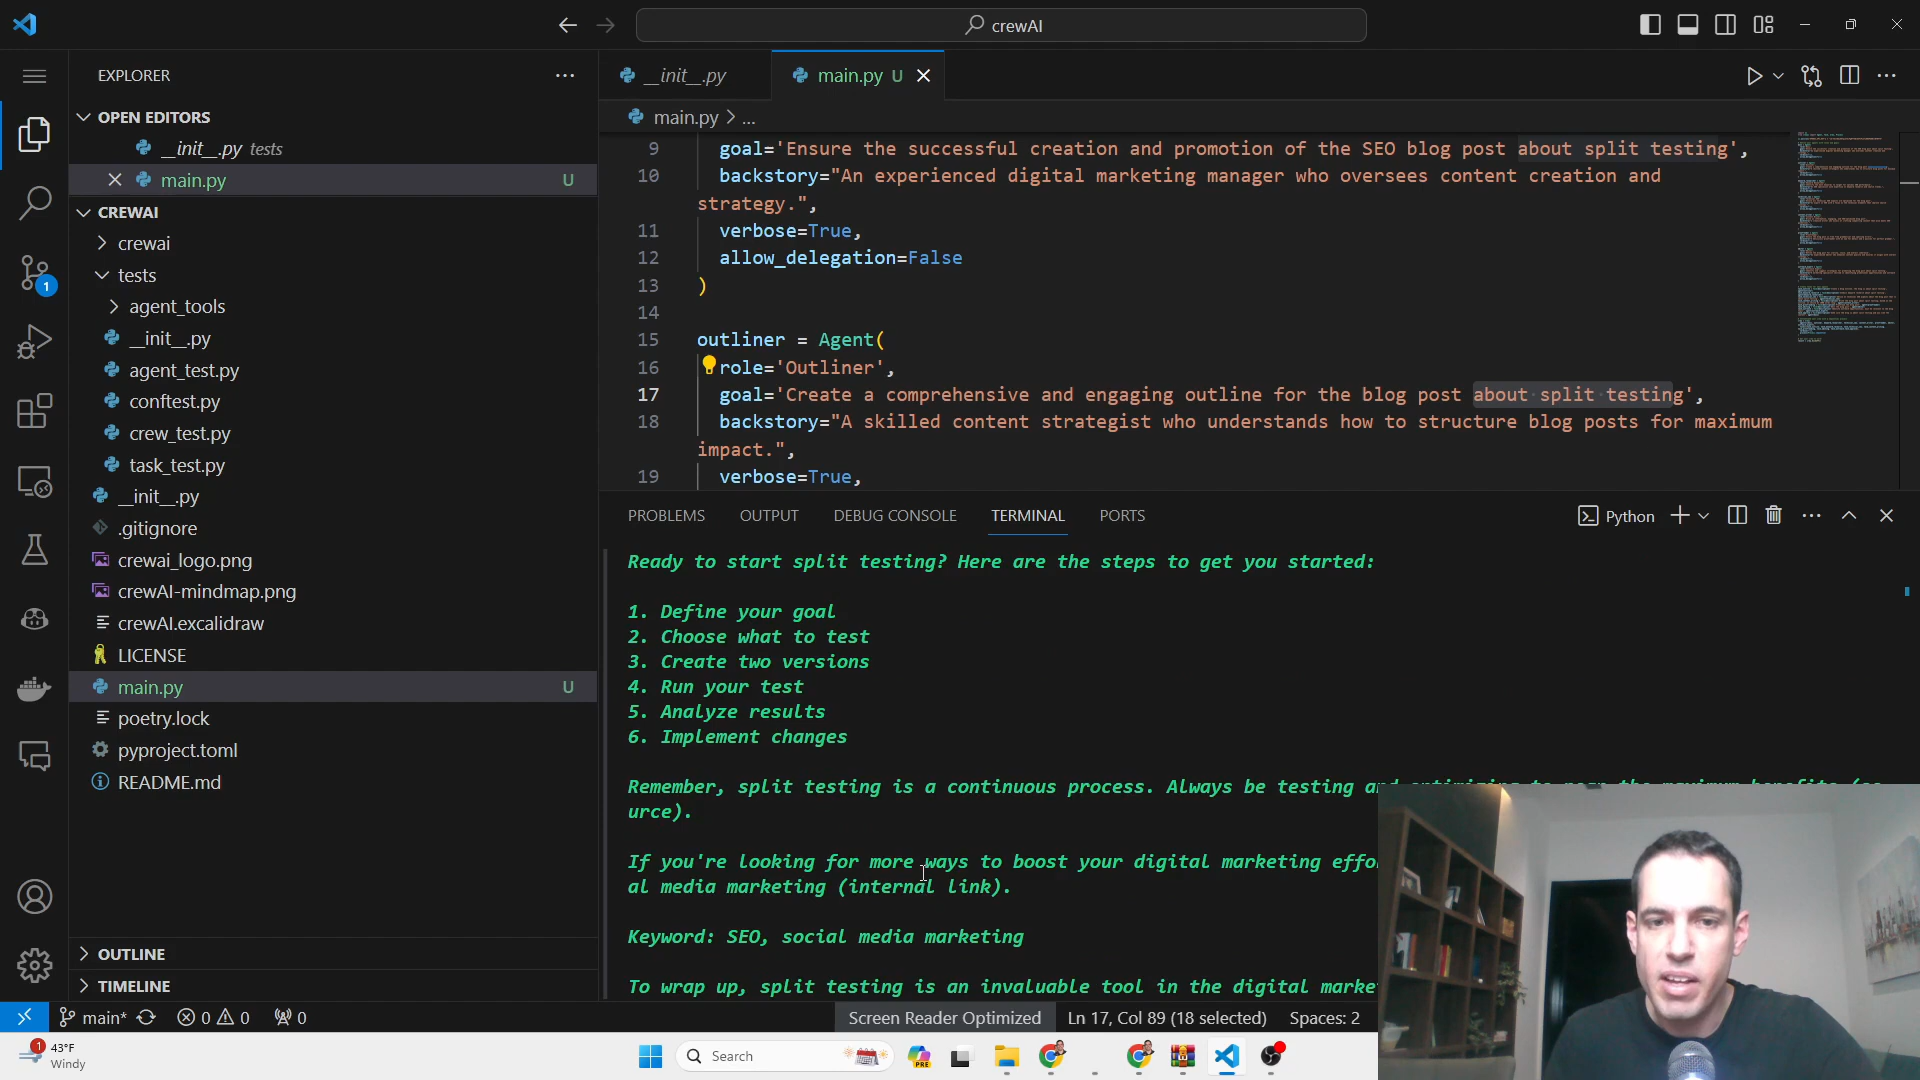 crewAI
EXPLORER
OPEN EDITORS
__init__.py tests
main.py U
CREWAI
crewai
tests
agent_tools
__init__.py
agent_test.py
conftest.py
crew_test.py
task_test.py
__init__.py
.gitignore
crewai_logo.png
crewAI-mindmap.png
crewAI.excalidraw
LICENSE
main.py U
poetry.lock
pyproject.toml
README.md
OUTLINE
TIMELINE
1
__init__.py
main.py U
main.py > ...
9 goal='Ensure the successful creation and promotion of the SEO blog post about split testing',
10 backstory="An experienced digital marketing manager who oversees content creation and
strategy.",
11 verbose=True,
12 allow_delegation=False
13 )
14
15 outliner = Agent(
16 role='Outliner',
17 goal='Create a comprehensive and engaging outline for the blog post about split testing',
18 backstory="A skilled content strategist who understands how to structure blog posts for maximum
impact.",
19 verbose=True,
PROBLEMS OUTPUT DEBUG CONSOLE TERMINAL PORTS
Python
Ready to start split testing? Here are the steps to get you started:
1. Define your goal
2. Choose what to test
3. Create two versions
4. Run your test
5. Analyze results
6. Implement changes
Remember, split testing is a continuous process. Always be testing
urce).
If you're looking for more ways to boost your digital marketing effo
al media marketing (internal link).
Keyword: SEO, social media marketing
To wrap up, split testing is an invaluable tool in the digital marke
main* 0 0 0
Screen Reader Optimized Ln 17, Col 89 (18 selected) Spaces: 2
1
43°F
Windy
Search
PRE